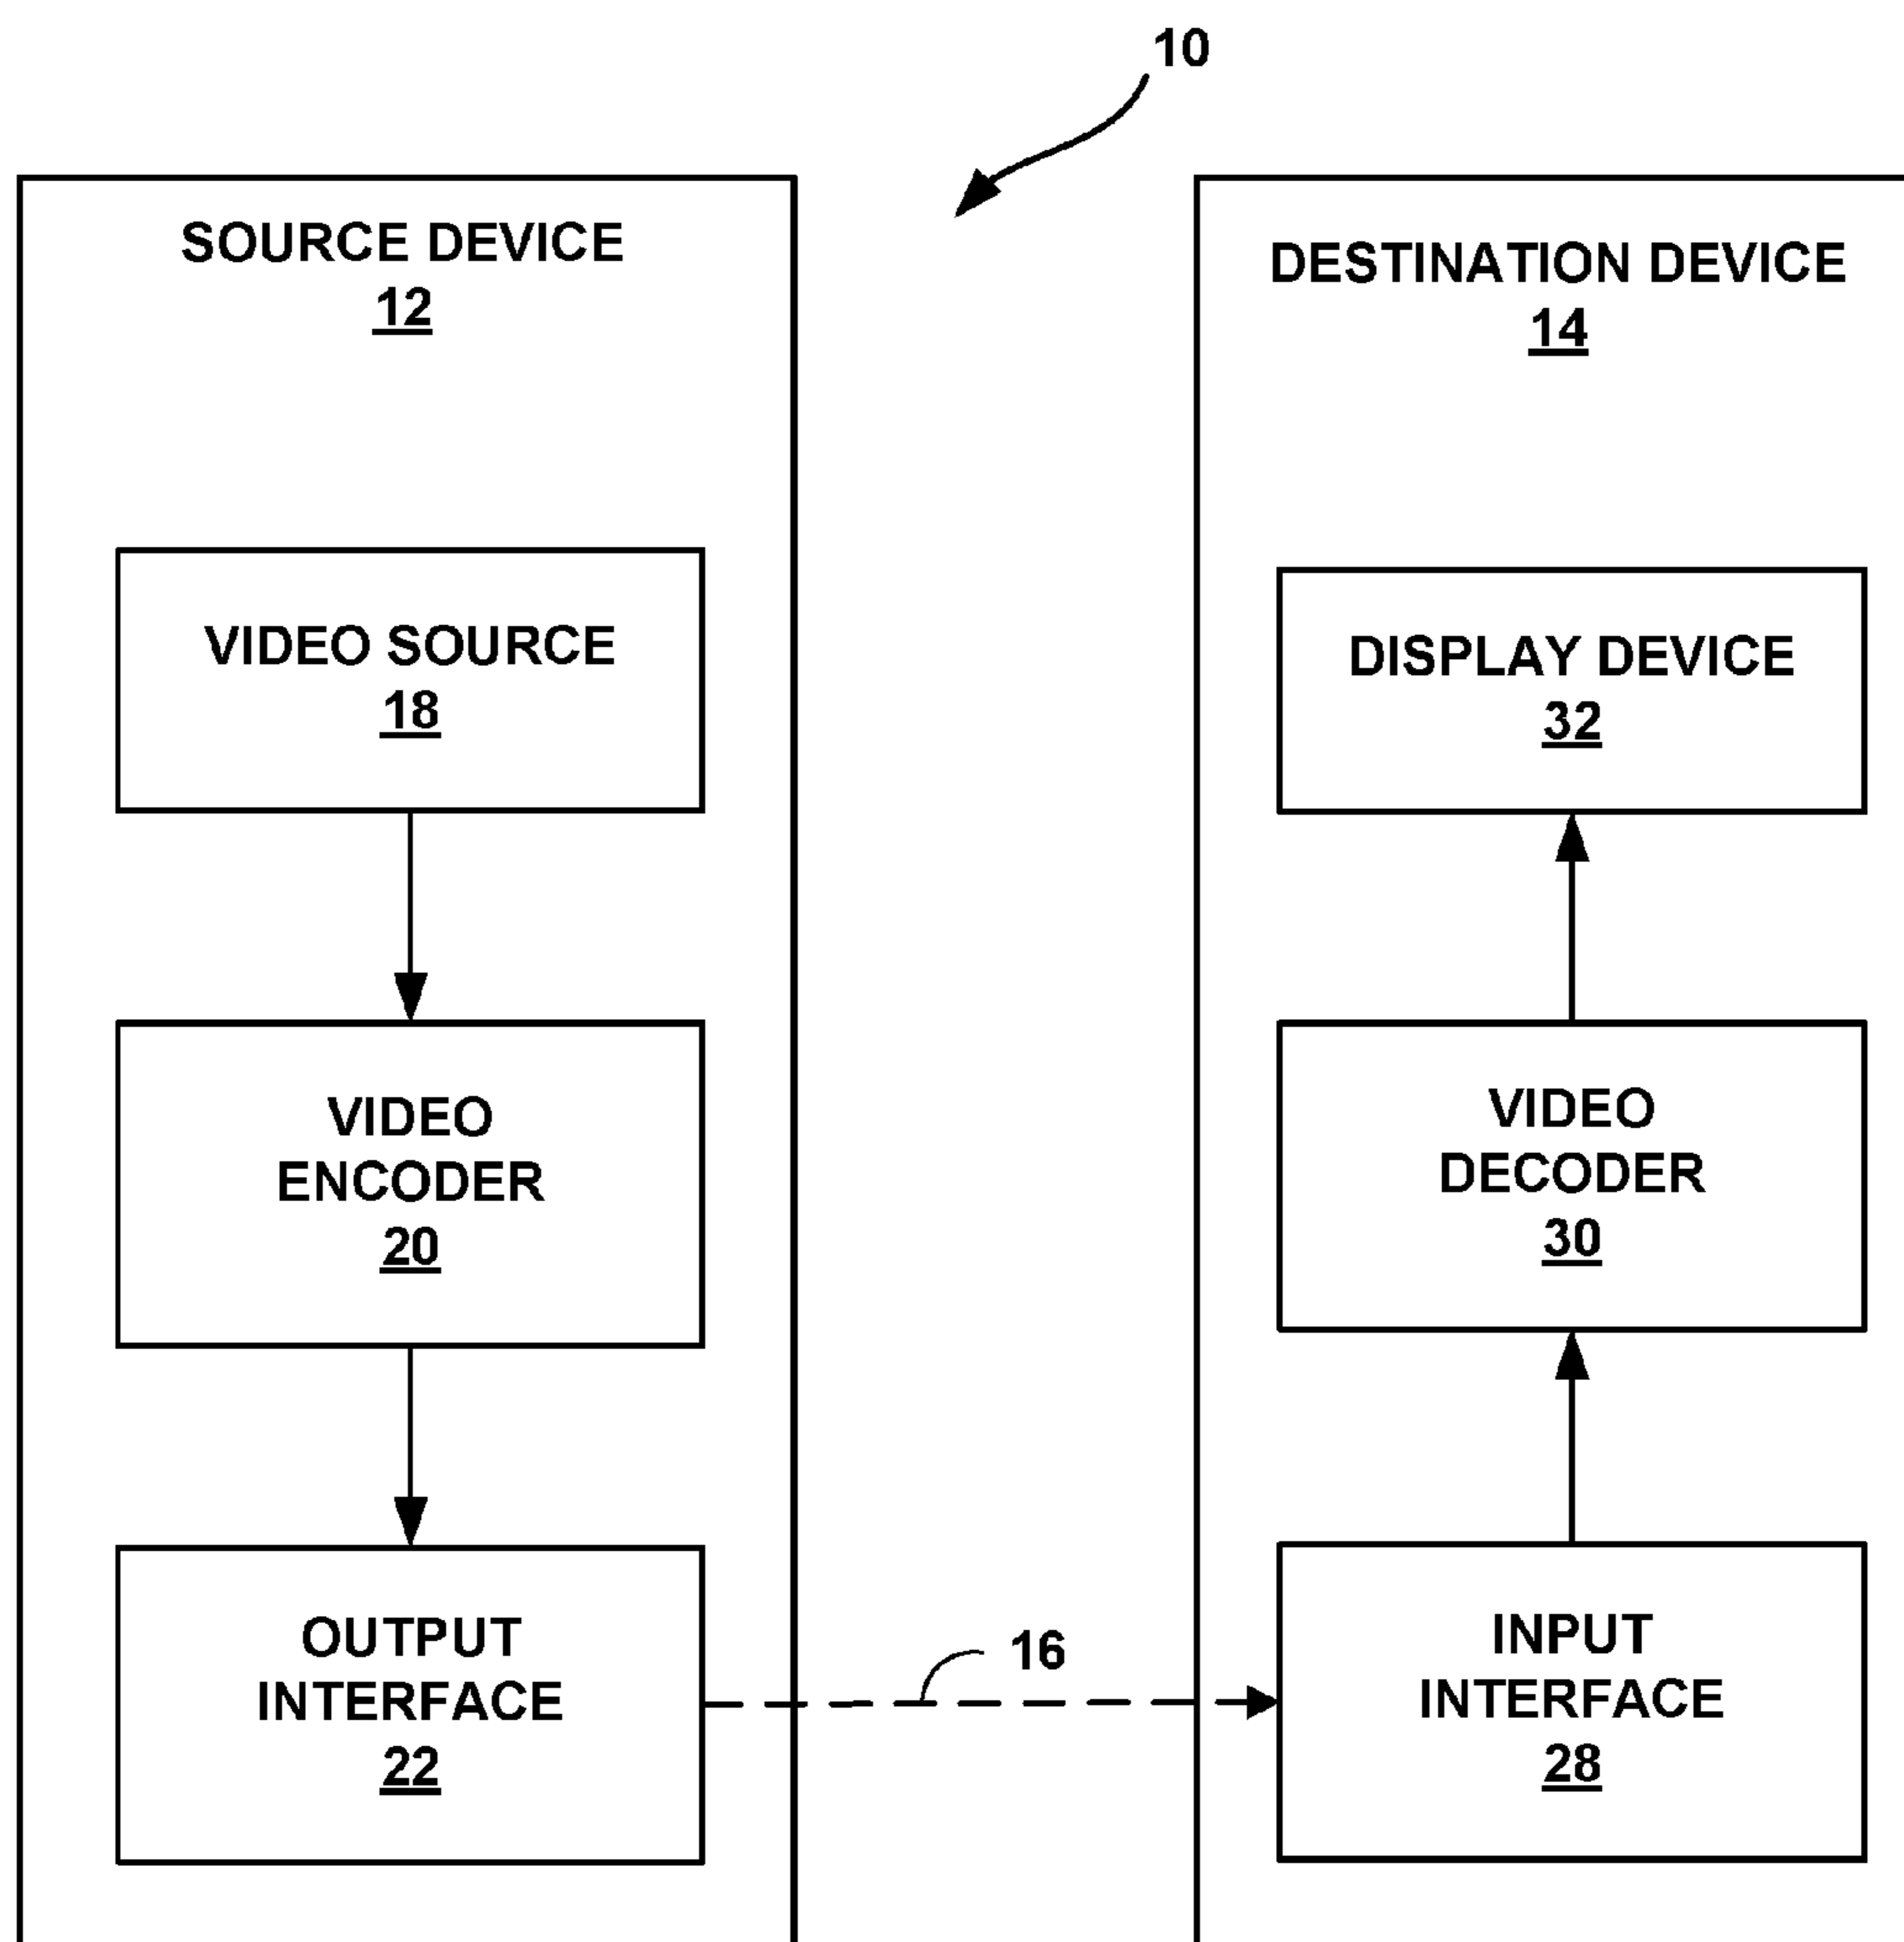 10
SOURCE DEVICE
12
VIDEO SOURCE
18
VIDEO
ENCODER
20
OUTPUT
INTERFACE
22
16
DESTINATION DEVICE
14
DISPLAY DEVICE
32
VIDEO
DECODER
30
INPUT
INTERFACE
28